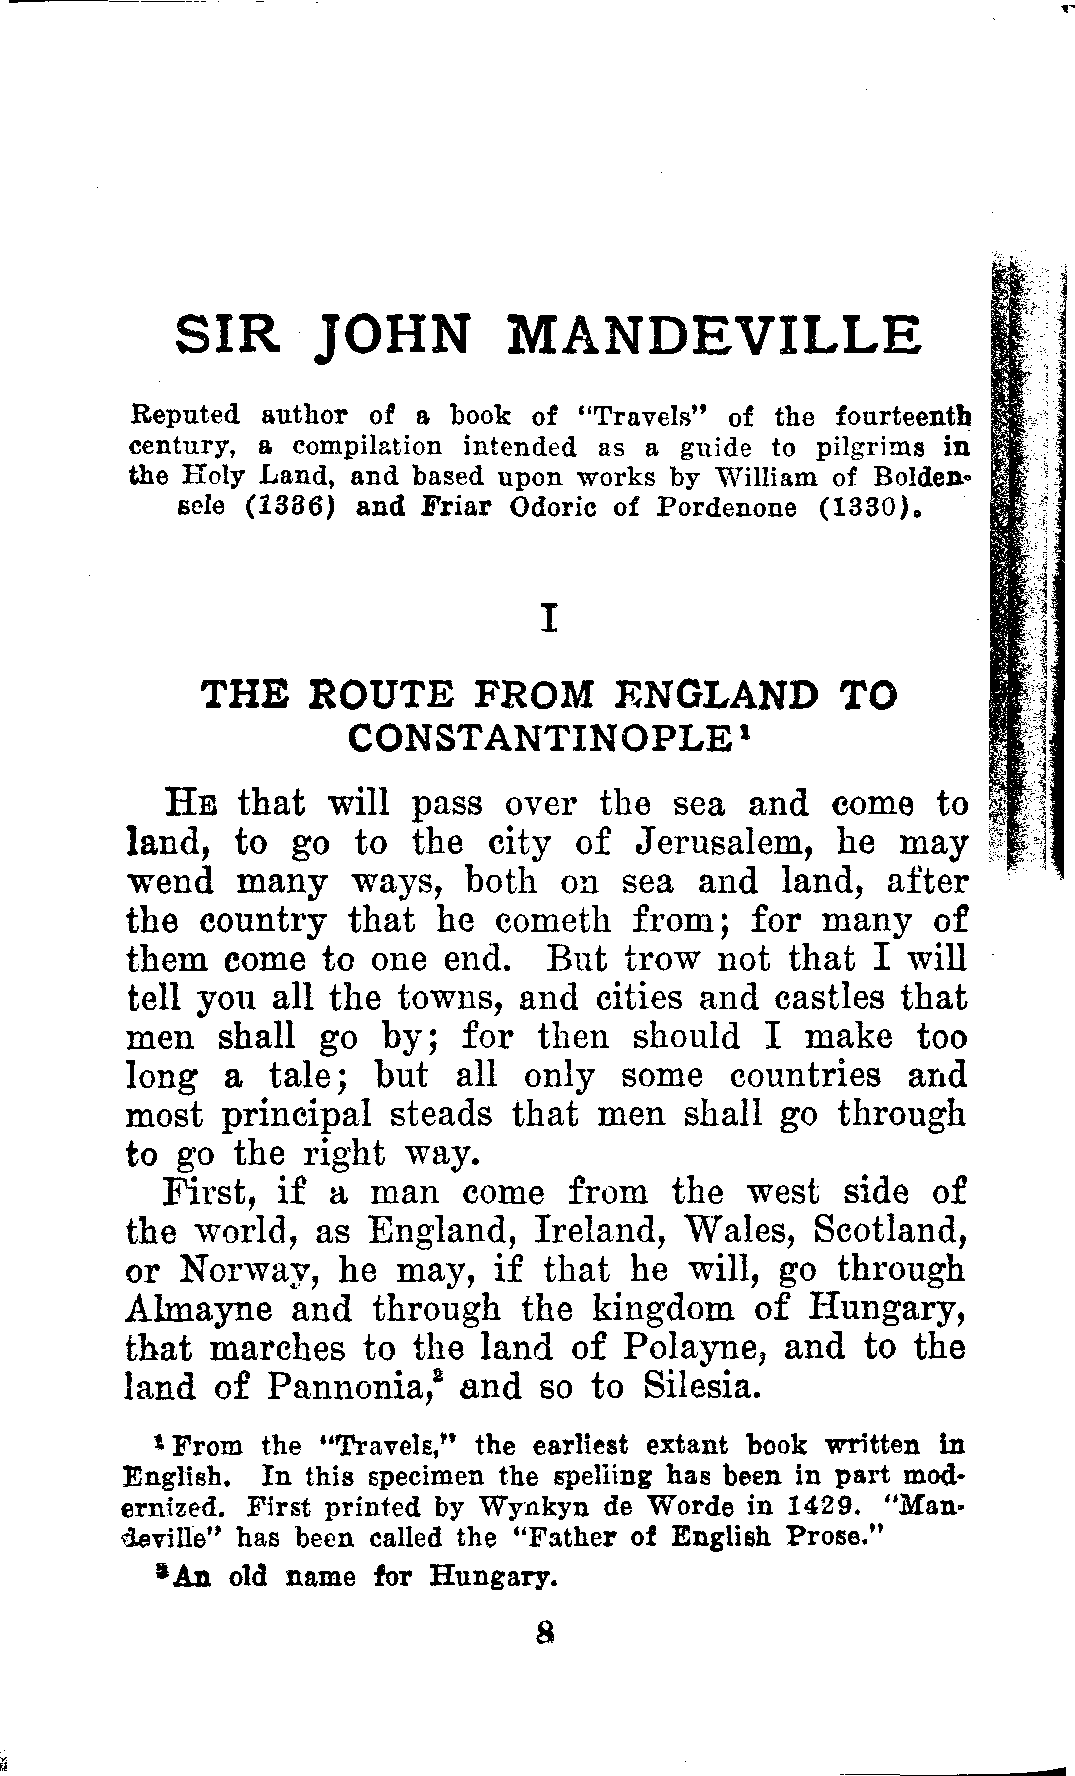 SIR JOHN MANDEVILLE
Reputed author of a book of "Travels" of the fourteenth
century, a compilation intended as a guide to pilgrims in
the Holy Land, and based upon works by William of Bolden-
sele (1336) and Friar Odoric of Pordenone (1330).
I
THE ROUTE FROM ENGLAND TO
CONSTANTINOPLE¹
HE that will pass over the sea and come to
land, to go to the city of Jerusalem, he may
wend many ways, both on sea and land, after
the country that he cometh from; for many of
them come to one end. But trow not that I will
tell you all the towns, and cities and castles that
men shall go by; for then should I make too
long a tale; but all only some countries and
most principal steads that men shall go through
to go the right way.
First, if a man come from the west side of
the world, as England, Ireland, Wales, Scotland,
or Norway, he may, if that he will, go through
Almayne and through the kingdom of Hungary,
that marches to the land of Polayne, and to the
land of Pannonia,² and so to Silesia.
¹ From the "Travels," the earliest extant book written in
English. In this specimen the spelling has been in part mod-
ernized. First printed by Wynkyn de Worde in 1429. "Man-
deville" has been called the "Father of English Prose."
² An old name for Hungary.
8